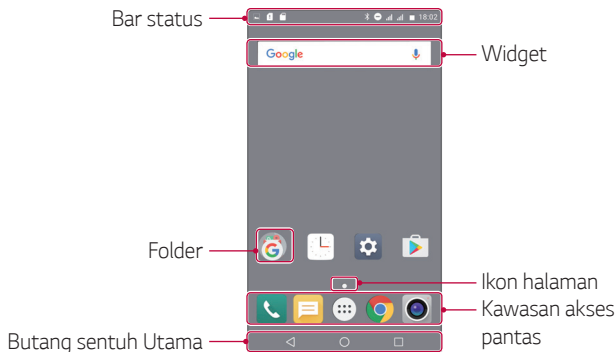 Bar status
18:02
Google
Widget
Folder
Ikon halaman
Kawasan akses
pantas
Butang sentuh Utama